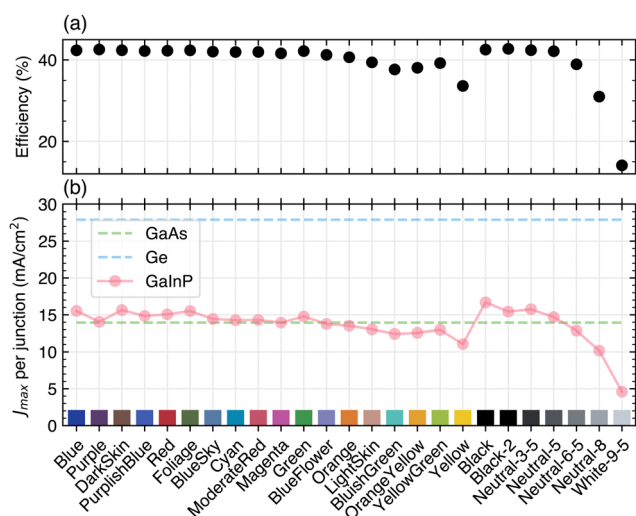 (a)
Efficiency (%)
40
20
(b)
J_max per junction (mA/cm²)
30
25
20
15
10
5
0
GaAs
Ge
GaInP
Blue
Purple
DarkSkin
PurplishBlue
Red
Foliage
BlueSky
Cyan
ModerateRed
Magenta
Green
BlueFlower
Orange
LightSkin
BluishGreen
OrangeYellow
YellowGreen
Yellow
Black
Black-2
Neutral-3-5
Neutral-5
Neutral-6-5
Neutral-8
White-9-5